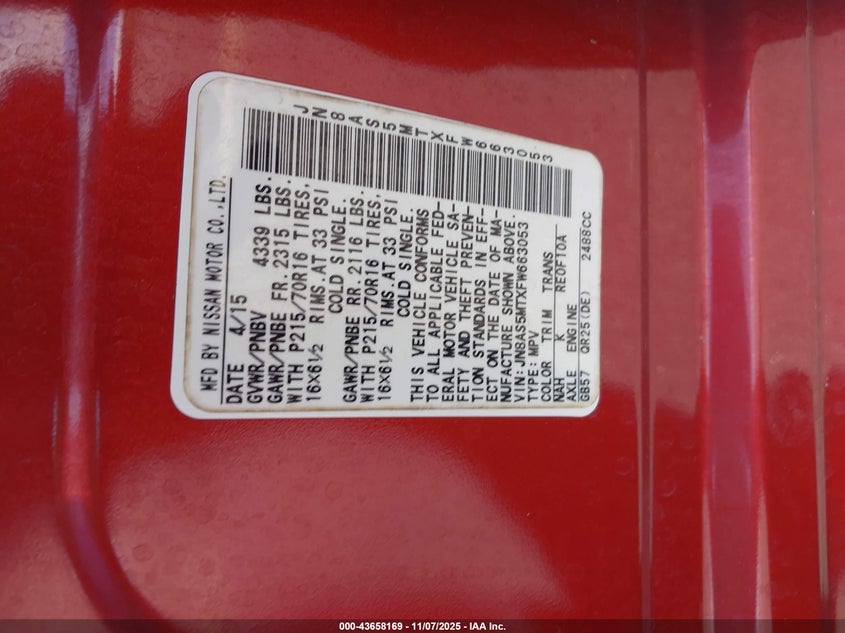 MFD BY NISSAN MOTOR CO.,LTD.
DATE 4/15
GVWR/PNBV 4339 LBS.
GAWR/PNBE FR. 2315 LBS.
WITH P215/70R16 TIRES,
16X6½ RIMS.AT 33 PSI
COLD SINGLE.
GAWR/PNBE RR. 2116 LBS.
WITH P215/70R16 TIRES,
16X6½ RIMS.AT 33 PSI
COLD SINGLE.
THIS VEHICLE CONFORMS
TO ALL APPLICABLE FED-
ERAL MOTOR VEHICLE SA-
FETY AND THEFT PREVEN-
TION STANDARDS IN EFF-
ECT ON THE DATE OF MA-
NUFACTURE SHOWN ABOVE.
VIN: JN8AS5MTXFW663053
TYPE: MPV
COLOR TRIM TRANS
NAH K RE0F10A
AXLE ENGINE
GB57 QR25(DE) 2488CC
JN8AS5MTXFW663053
000-43658169 - 11/07/2025 - IAA Inc.